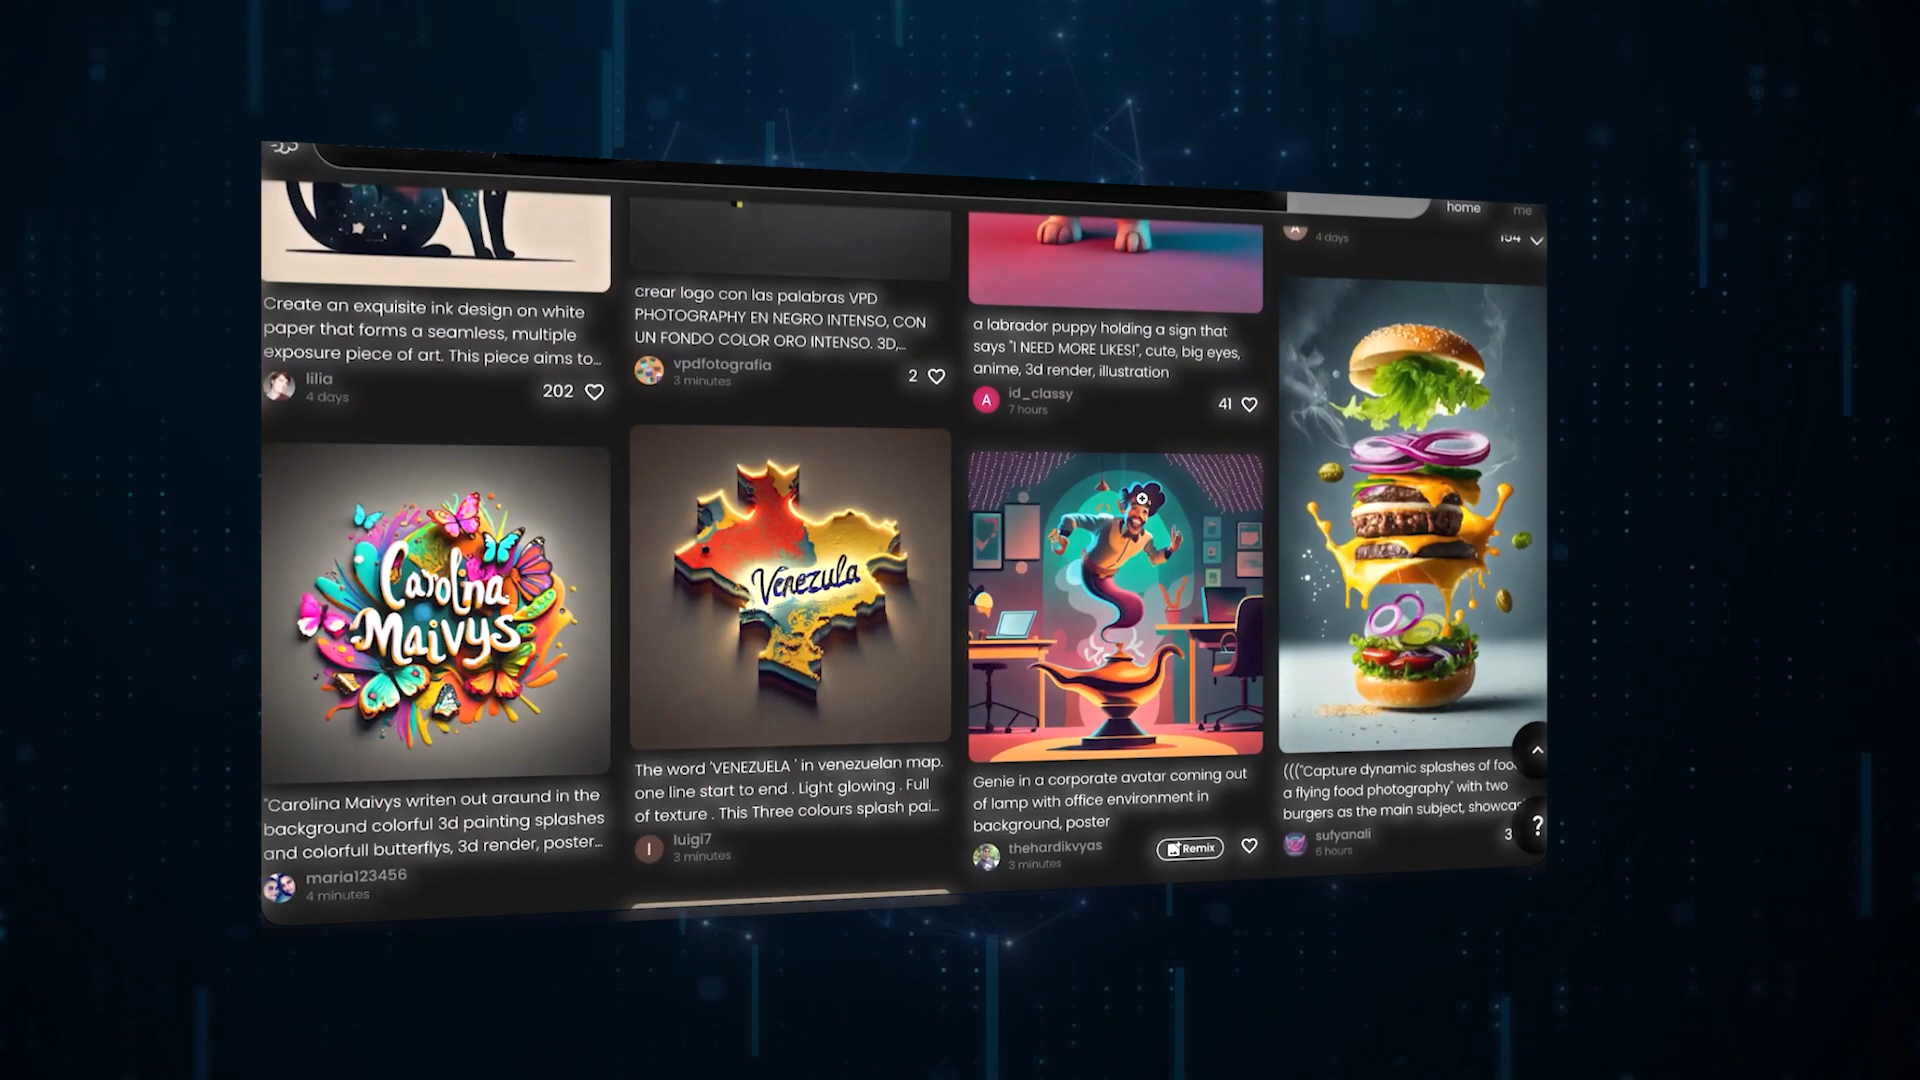 home
me
4 days
154
Create an exquisite ink design on white
paper that forms a seamless, multiple
exposure piece of art. This piece aims to...
lilia
4 days
202
crear logo con las palabras VPD
PHOTOGRAPHY EN NEGRO INTENSO, CON
UN FONDO COLOR ORO INTENSO. 3D,...
vpdfotografia
3 minutes
2
a labrador puppy holding a sign that
says "I NEED MORE LIKES!", cute, big eyes,
anime, 3d render, illustration
A
id_classy
7 hours
41
Carolina
Maivys
Venezula
"Carolina Maivys writen out araund in the
background colorful 3d painting splashes
and colorfull butterflys, 3d render, poster...
maria123456
4 minutes
The word 'VENEZUELA ' in venezuelan map.
one line start to end . Light glowing . Full
of texture . This Three colours splash pai...
l
luigi7
3 minutes
Genie in a corporate avatar coming out
of lamp with office environment in
background, poster
thehardikvyas
3 minutes
Remix
((("Capture dynamic splashes of
a flying food photography" with two
burgers as the main subject,
sufyanali
6 hours
3
?